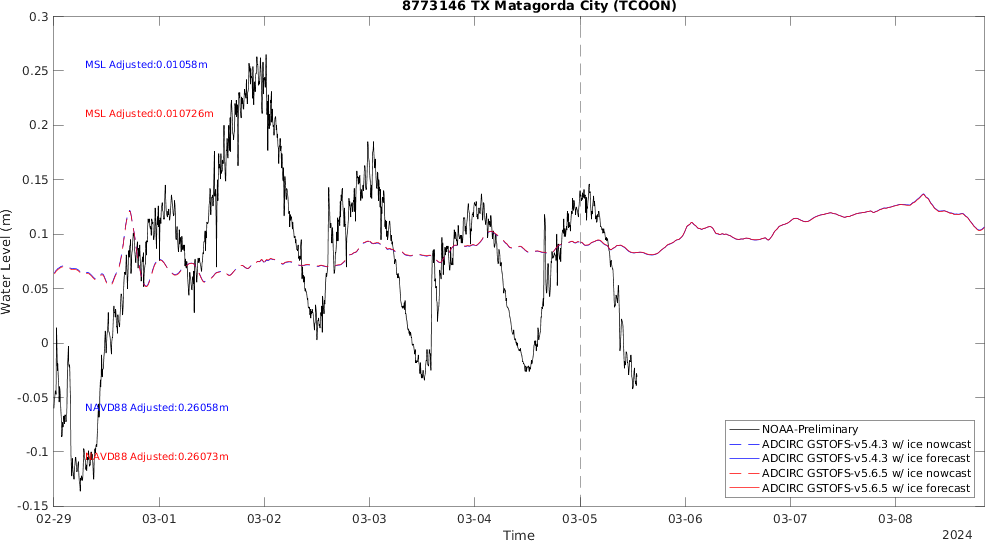 8773146 TX Matagorda City (TCOON)
0.3
0.25
0.2
0.15
0.1
0.05
0
-0.05
-0.1
-0.15
Water Level (m)
MSL Adjusted:0.01058m
MSL Adjusted:0.010726m
NAVD88 Adjusted:0.26058m
NAVD88 Adjusted:0.26073m
NOAA-Preliminary
ADCIRC GSTOFS-v5.4.3 w/ ice nowcast
ADCIRC GSTOFS-v5.4.3 w/ ice forecast
ADCIRC GSTOFS-v5.6.5 w/ ice nowcast
ADCIRC GSTOFS-v5.6.5 w/ ice forecast
02-29 03-01 03-02 03-03 03-04 03-05 03-06 03-07 03-08
Time
2024